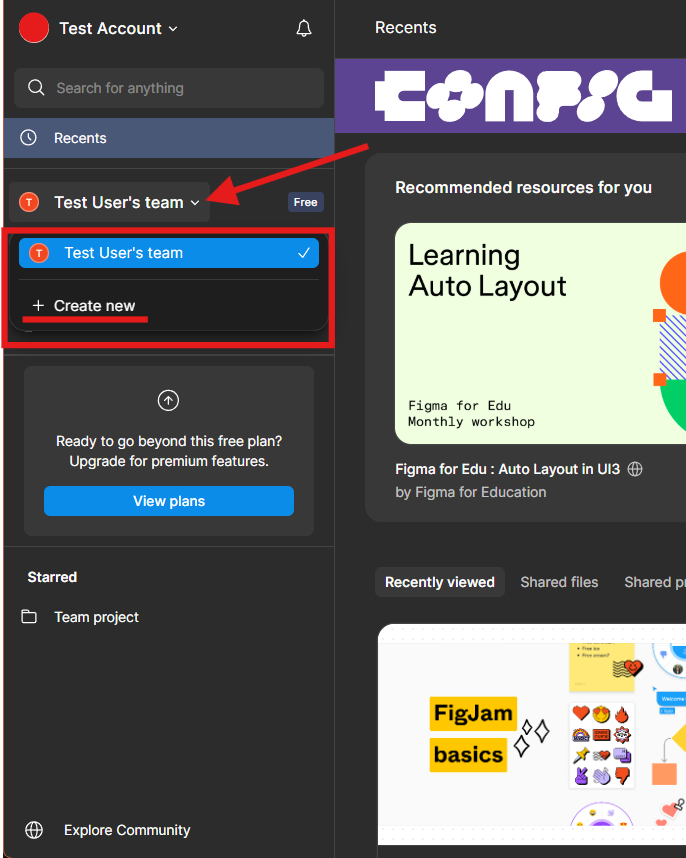 Test Account
Recents
Search for anything
CONFIG
Recents
T Test User's team
Free
T Test User's team
+ Create new
Ready to go beyond this free plan?
Upgrade for premium features.
View plans
Starred
Team project
Explore Community
Recommended resources for you
Learning
Auto Layout
Figma for Edu
Monthly workshop
Figma for Edu : Auto Layout in UI3
by Figma for Education
Recently viewed
Shared files
Shared
FigJam
basics
Welcome